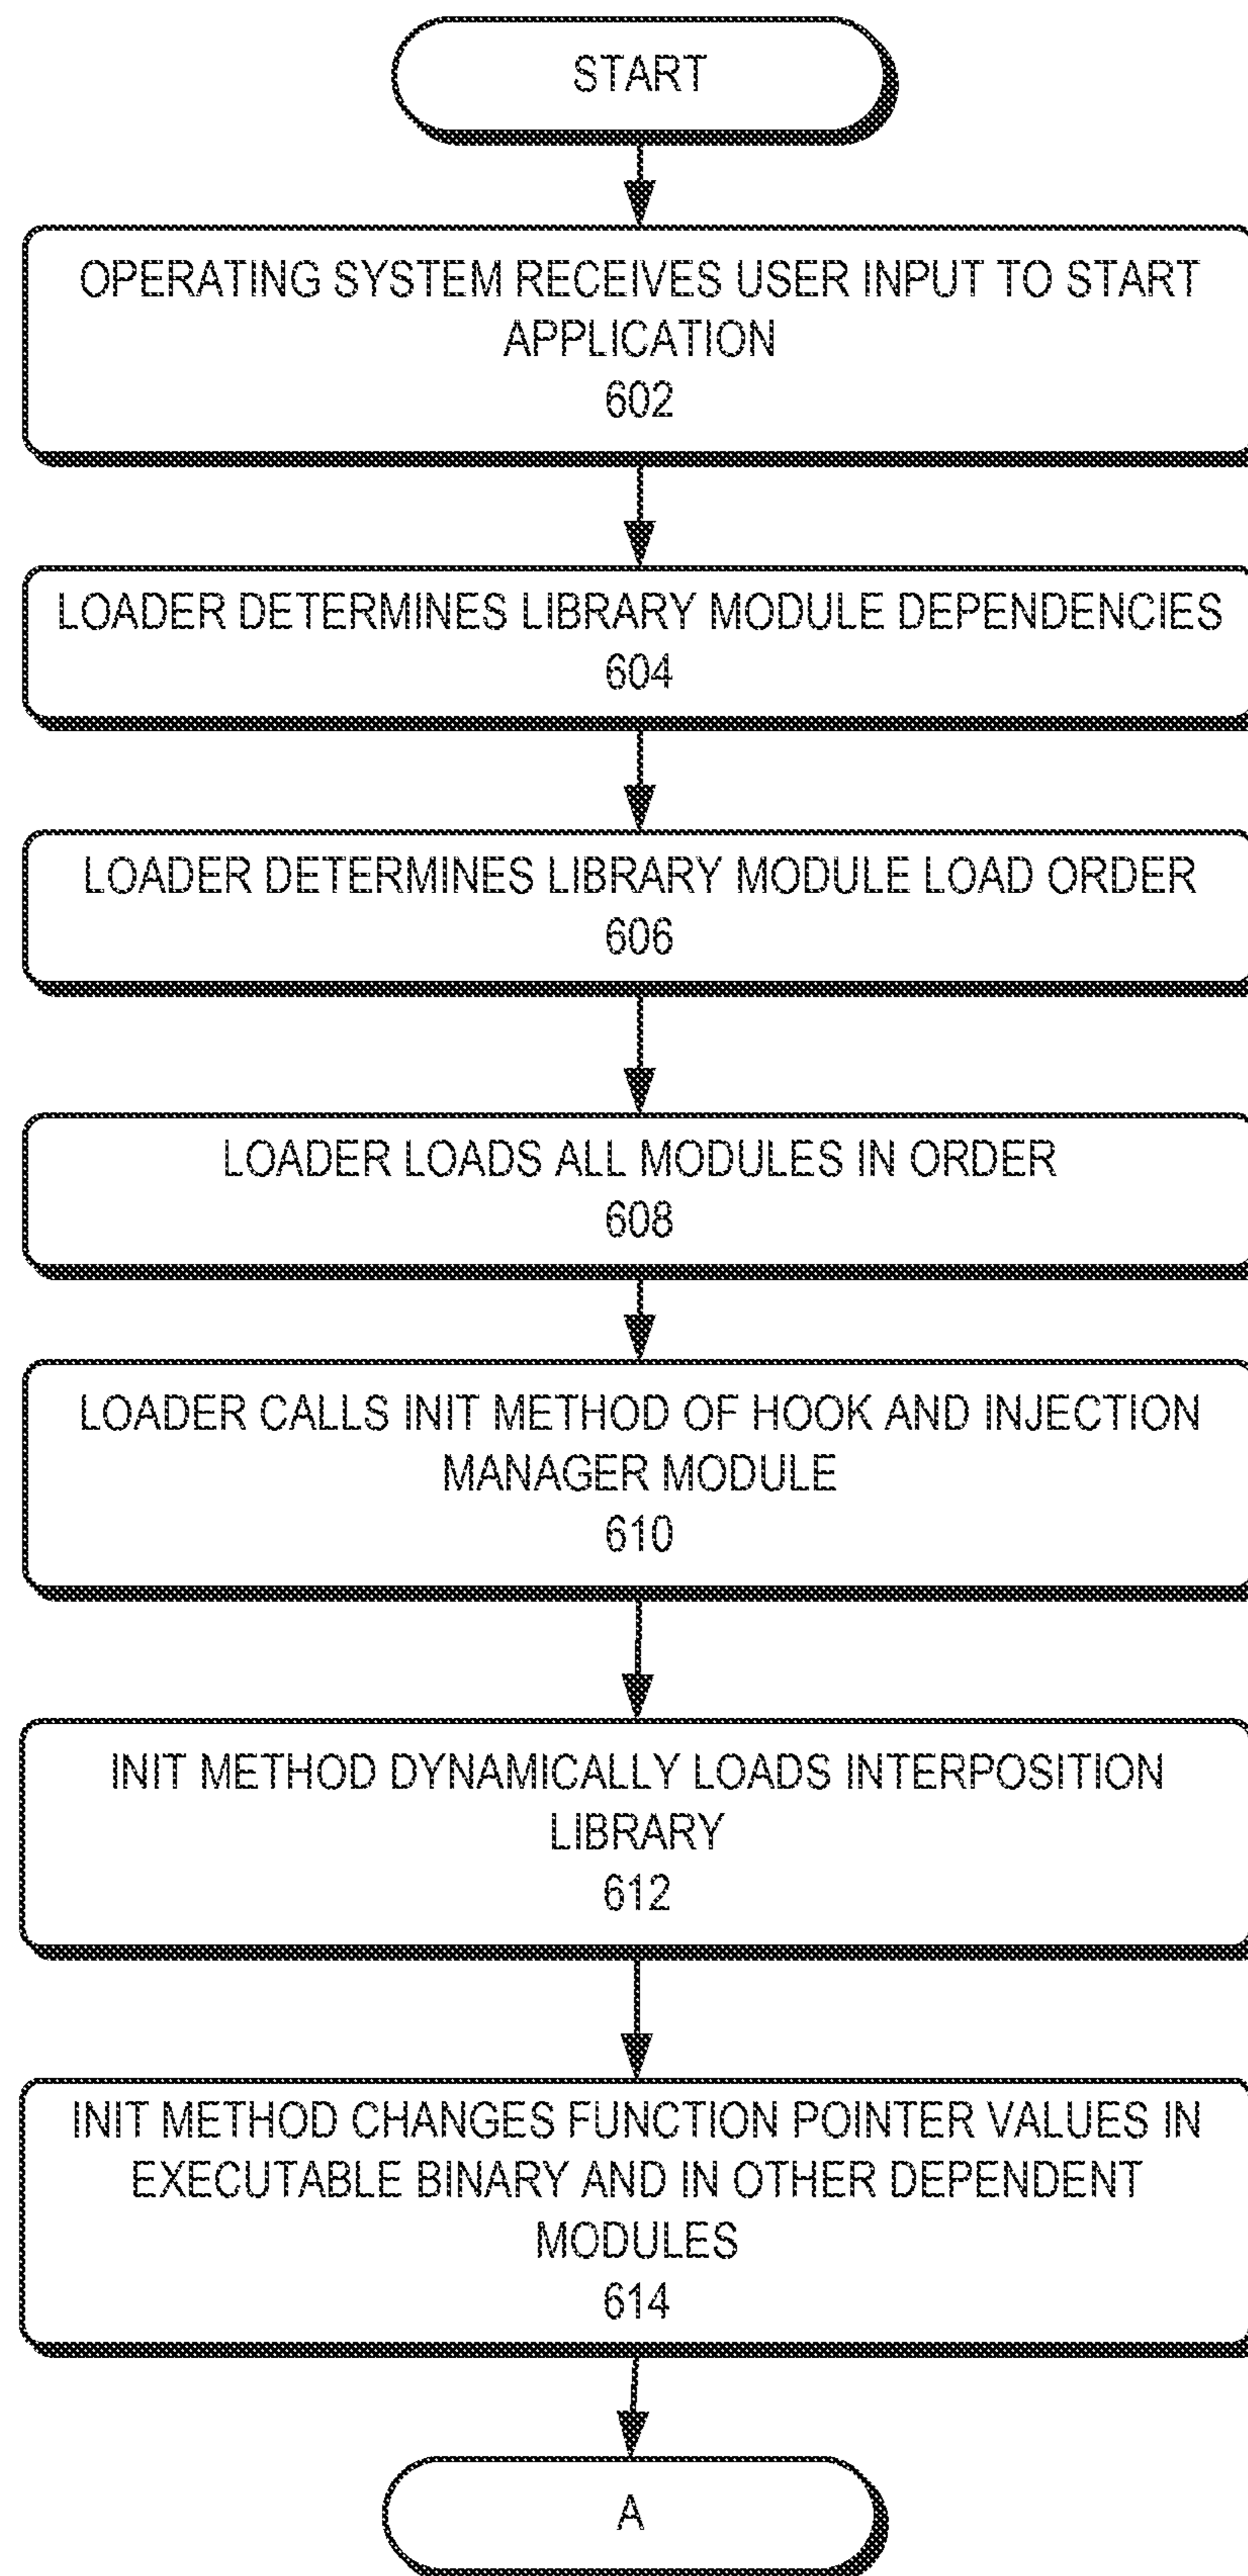 START
OPERATING SYSTEM RECEIVES USER INPUT TO START
APPLICATION
602
LOADER DETERMINES LIBRARY MODULE DEPENDENCIES
604
LOADER DETERMINES LIBRARY MODULE LOAD ORDER
606
LOADER LOADS ALL MODULES IN ORDER
608
LOADER CALLS INIT METHOD OF HOOK AND INJECTION
MANAGER MODULE
610
INIT METHOD DYNAMICALLY LOADS INTERPOSITION
LIBRARY
612
INIT METHOD CHANGES FUNCTION POINTER VALUES IN
EXECUTABLE BINARY AND IN OTHER DEPENDENT
MODULES
614
A